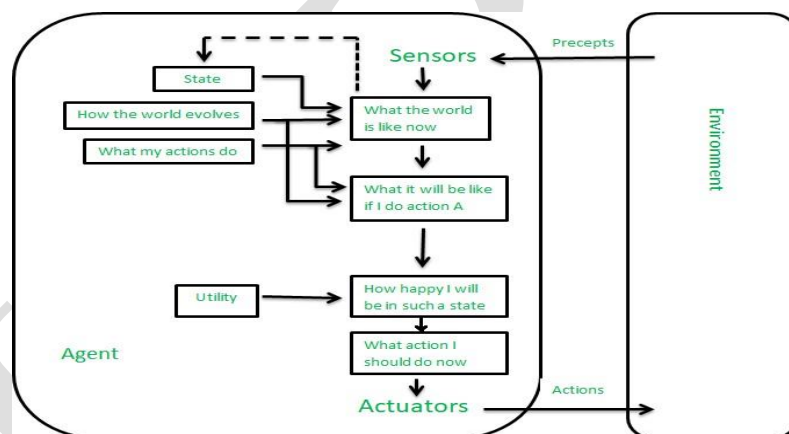 Sensors
Precepts
State
How the world evolves
What the world
is like now
What my actions do
What it will be like
if I do action A
Environment
Utility
How happy I will
be in such a state
Agent
What action I
should do now
Actuators
Actions